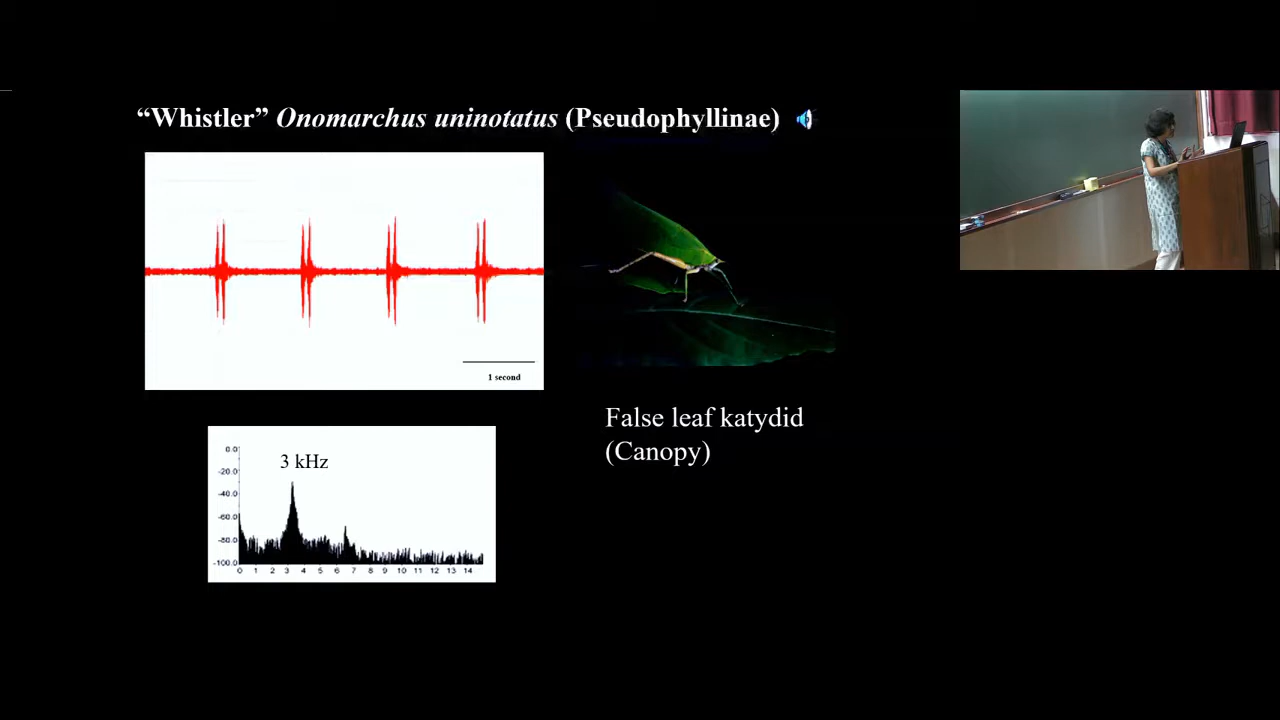 “Whistler” Onomarchus uninotatus (Pseudophyllinae)
1 second
False leaf katydid
(Canopy)
3 kHz
0.0
-20.0
-40.0
-60.0
-80.0
-100.0
0 1 2 3 4 5 6 7 8 9 10 11 12 13 14